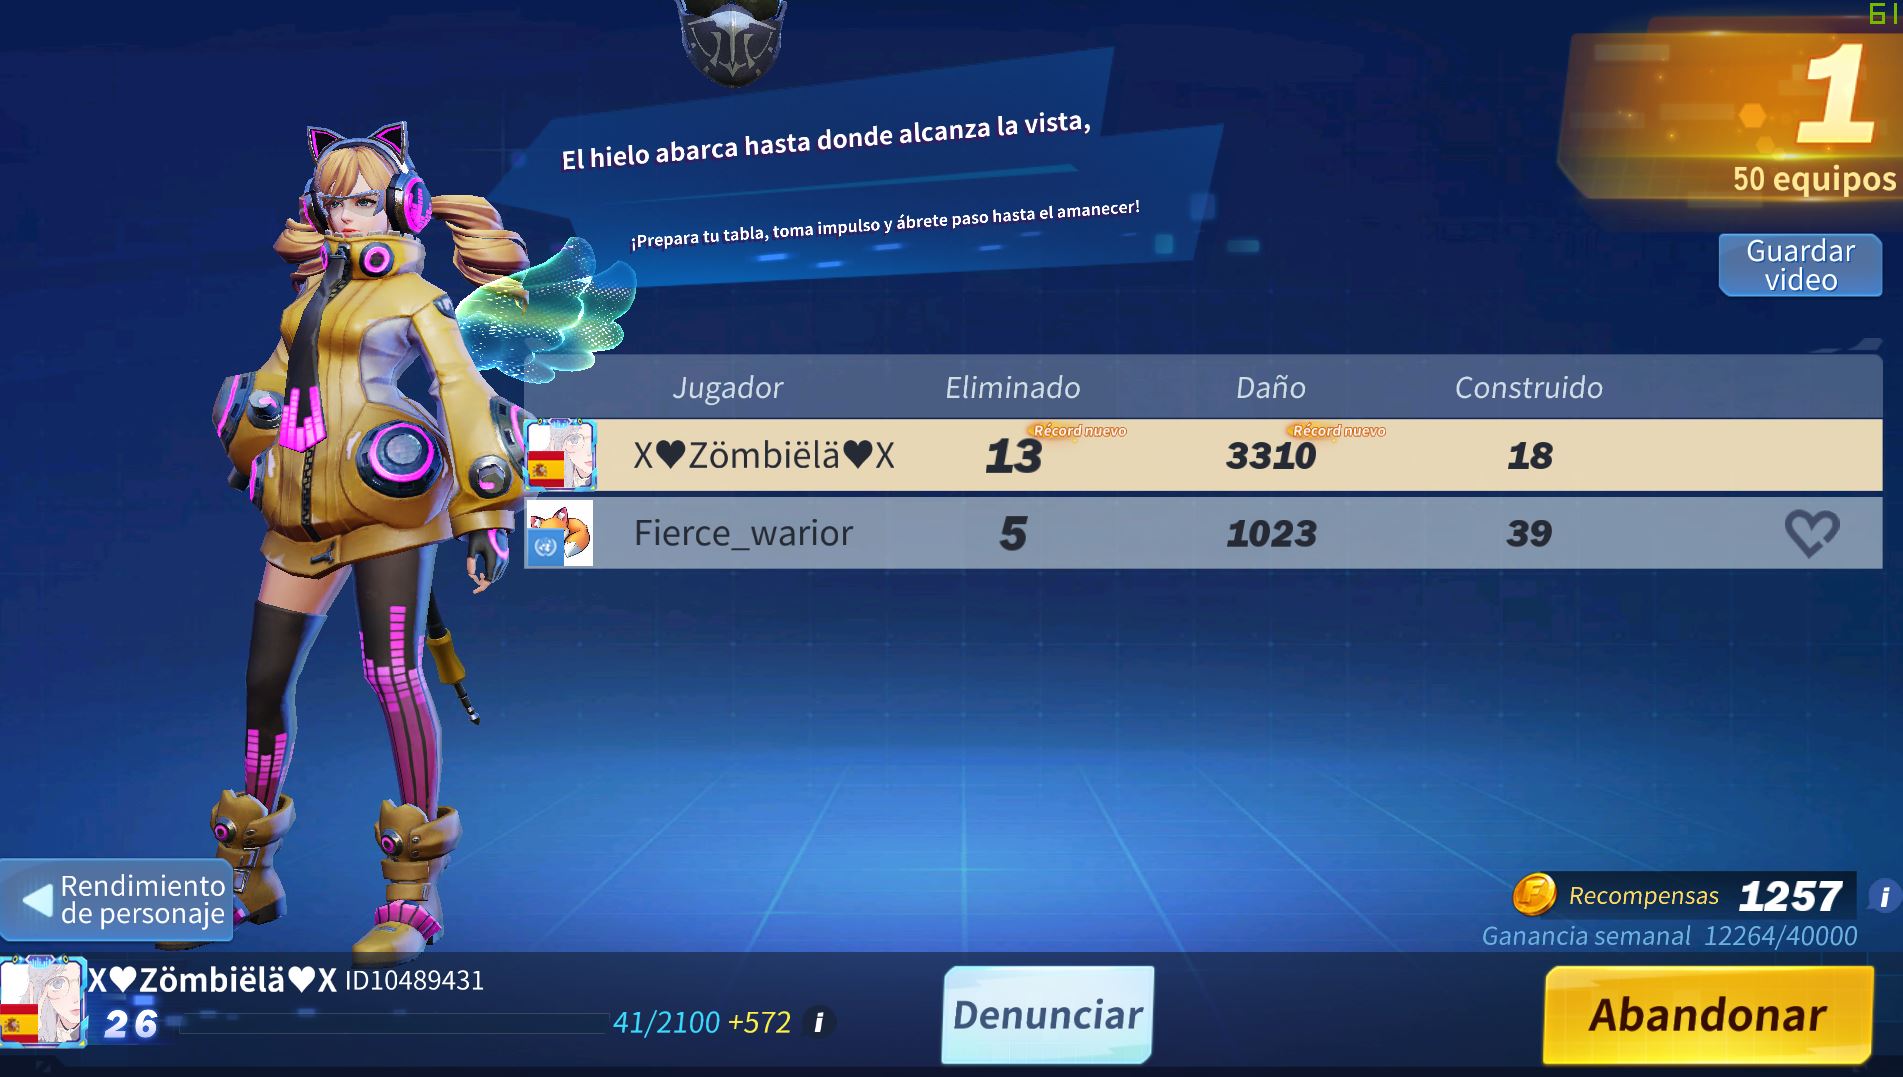 61
El hielo abarca hasta donde alcanza la vista,
¡Prepara tu tabla, toma impulso y ábrete paso hasta el amanecer!
1
50 equipos
Guardar
video
Jugador Eliminado Daño Construido
Récord nuevo Récord nuevo
X♥Zömbiëlä♥X 13 3310 18
Fierce_warior 5 1023 39
Rendimiento
de personaje
Recompensas 1257 i
Ganancia semanal 12264/40000
X♥Zömbiëlä♥X ID10489431
26 41/2100 +572 i
Denunciar
Abandonar